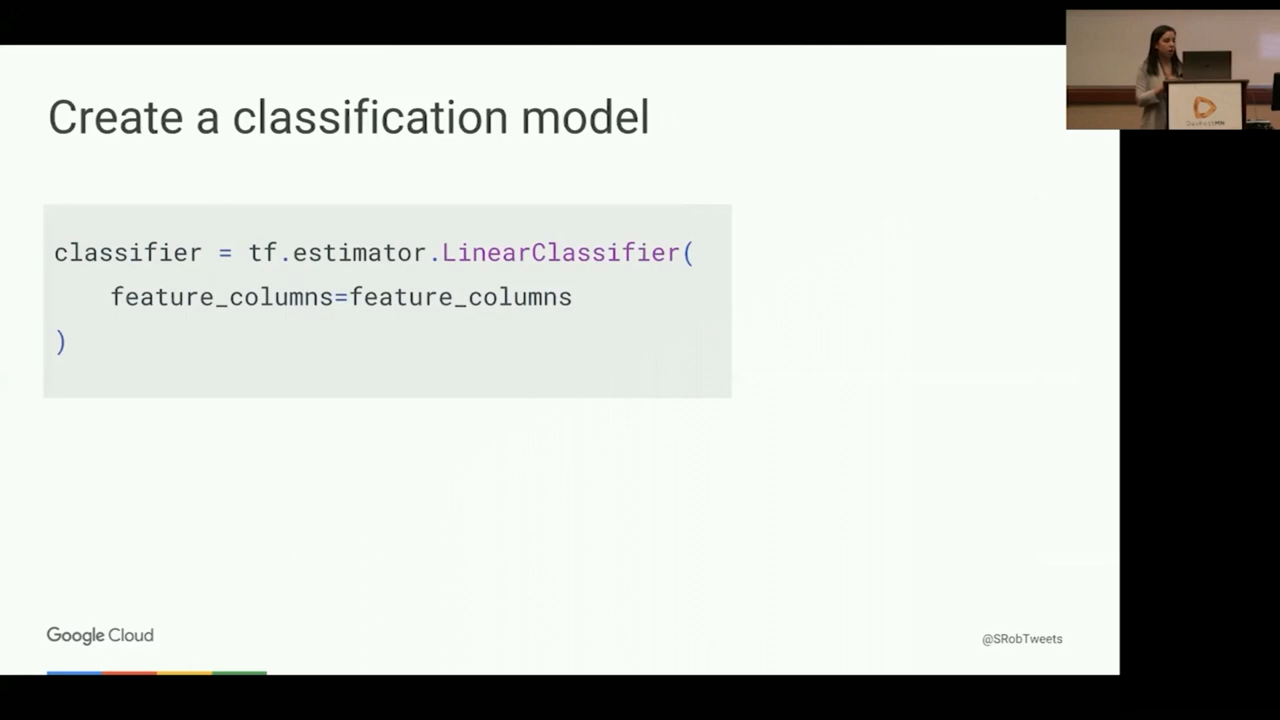 Create a classification model
classifier = tf.estimator.LinearClassifier(
    feature_columns=feature_columns
)
Google Cloud
@SRobTweets